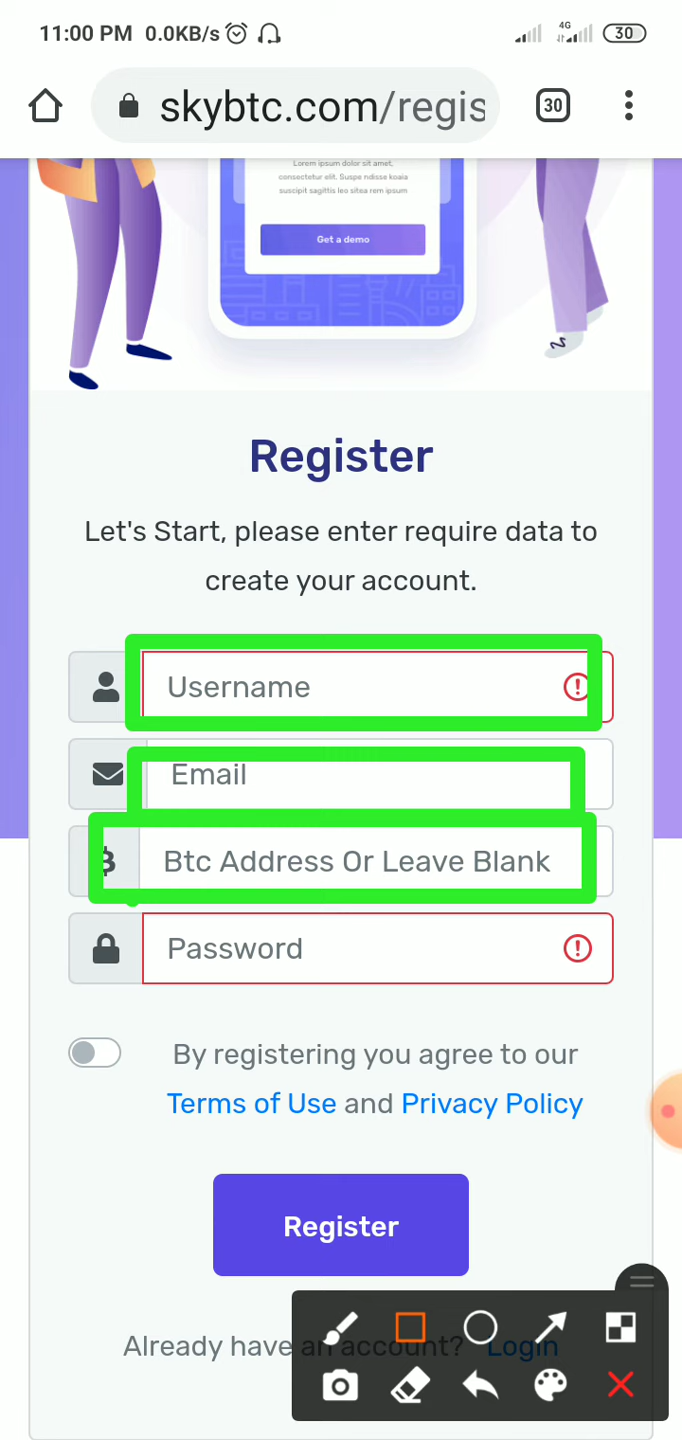 11:00 PM 0.0KB/s 4G 30
skybtc.com/regis 30
Lorem ipsum dolor sit amet,
consectetur elit. Suspe ndisse koaia
suscipit sagittis leo sitea rem ipsum
Get a demo
Register
Let's Start, please enter require data to
create your account.
Username
Email
Btc Address Or Leave Blank
Password
By registering you agree to our
Terms of Use and Privacy Policy
Register
Already have an account? Login